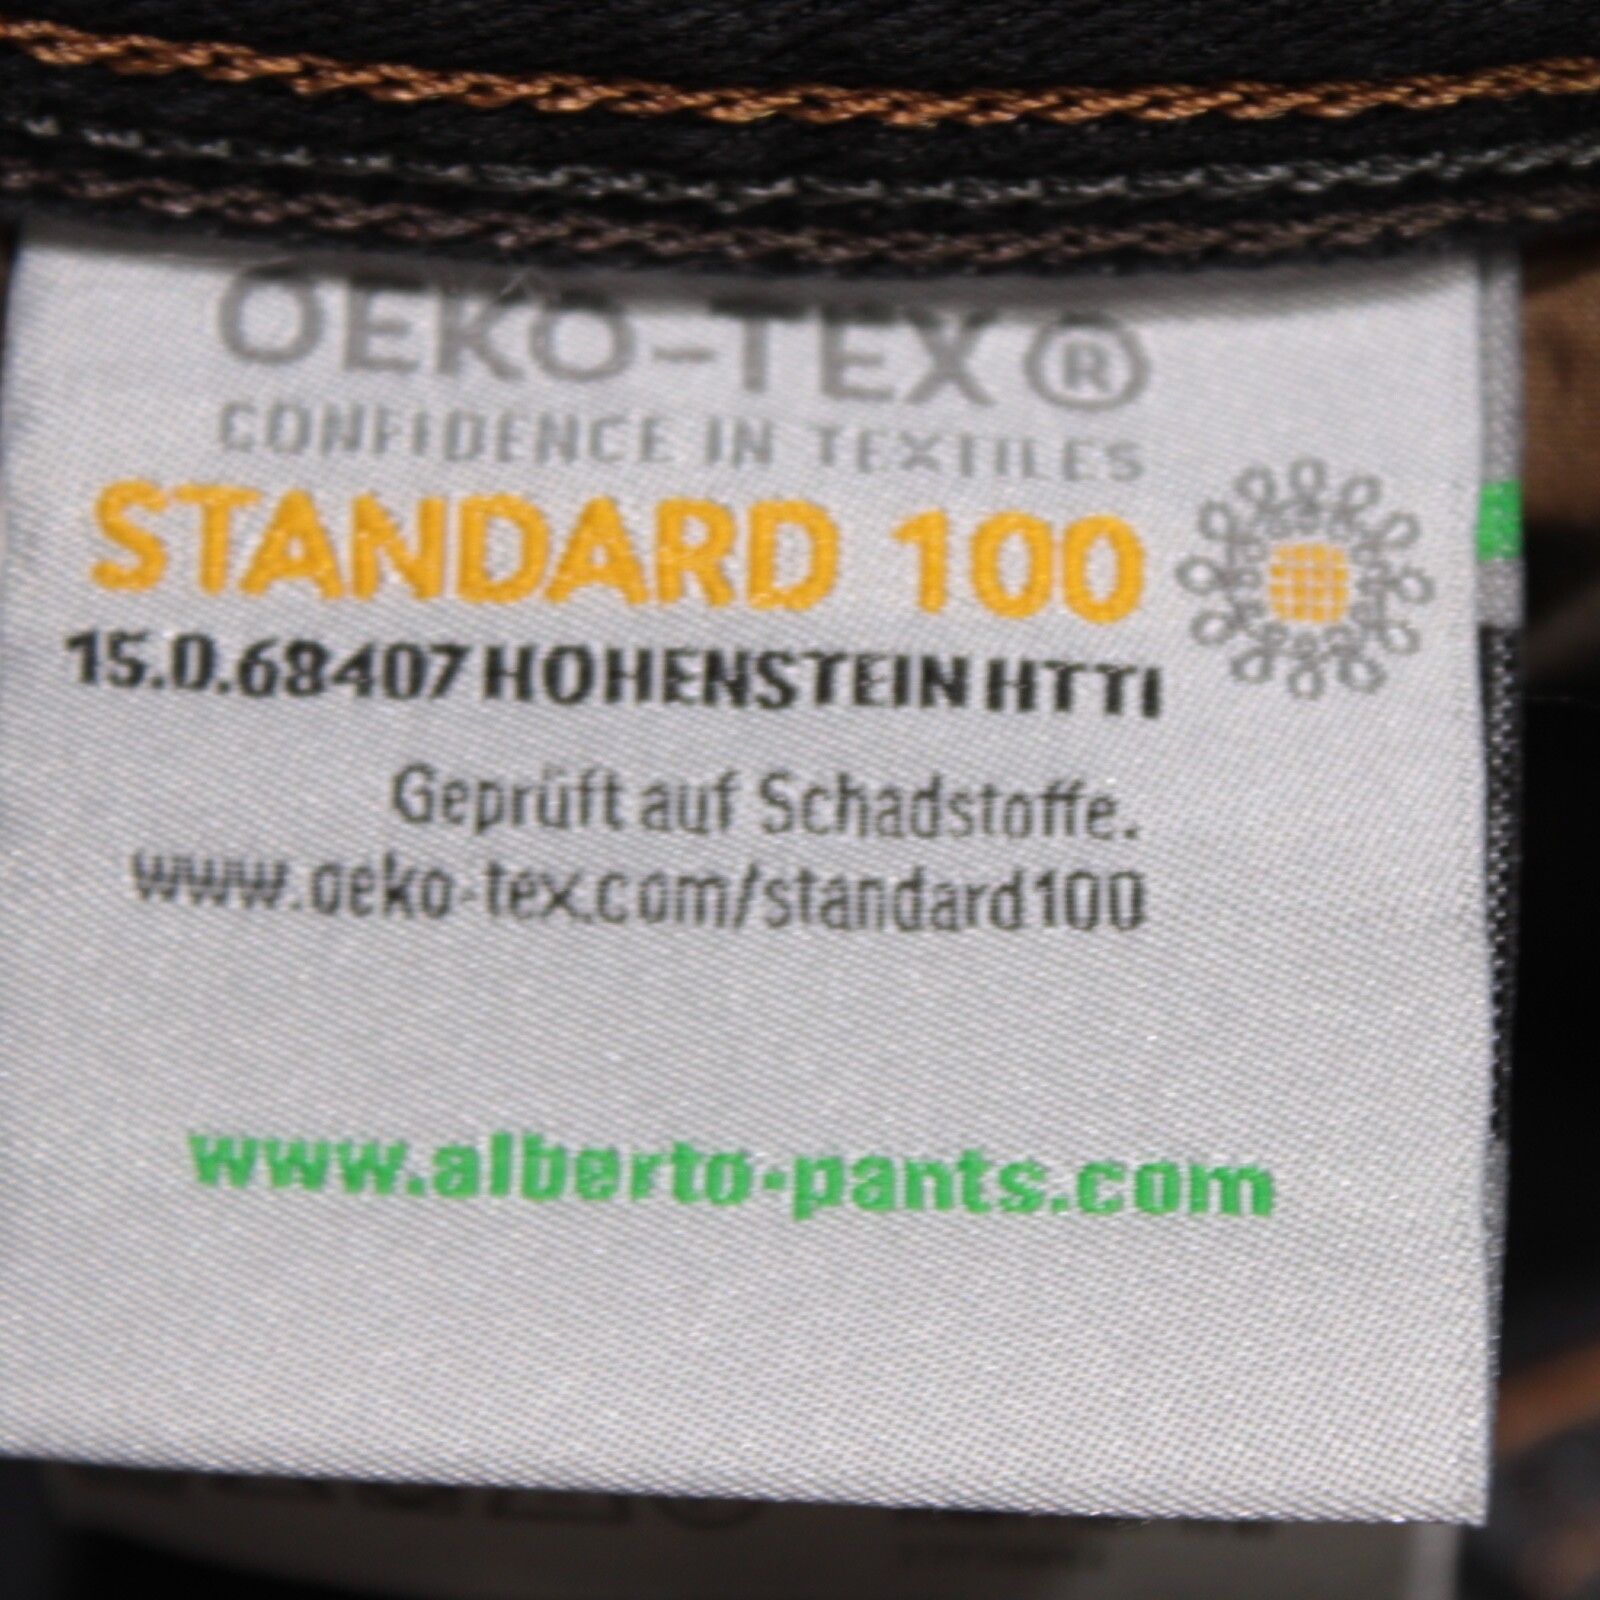 OEKO-TEX®
CONFIDENCE IN TEXTILES
STANDARD 100
15.0.68407 HOHENSTEIN HTTI
Geprüft auf Schadstoffe.
www.oeko-tex.com/standard100
www.alberto-pants.com